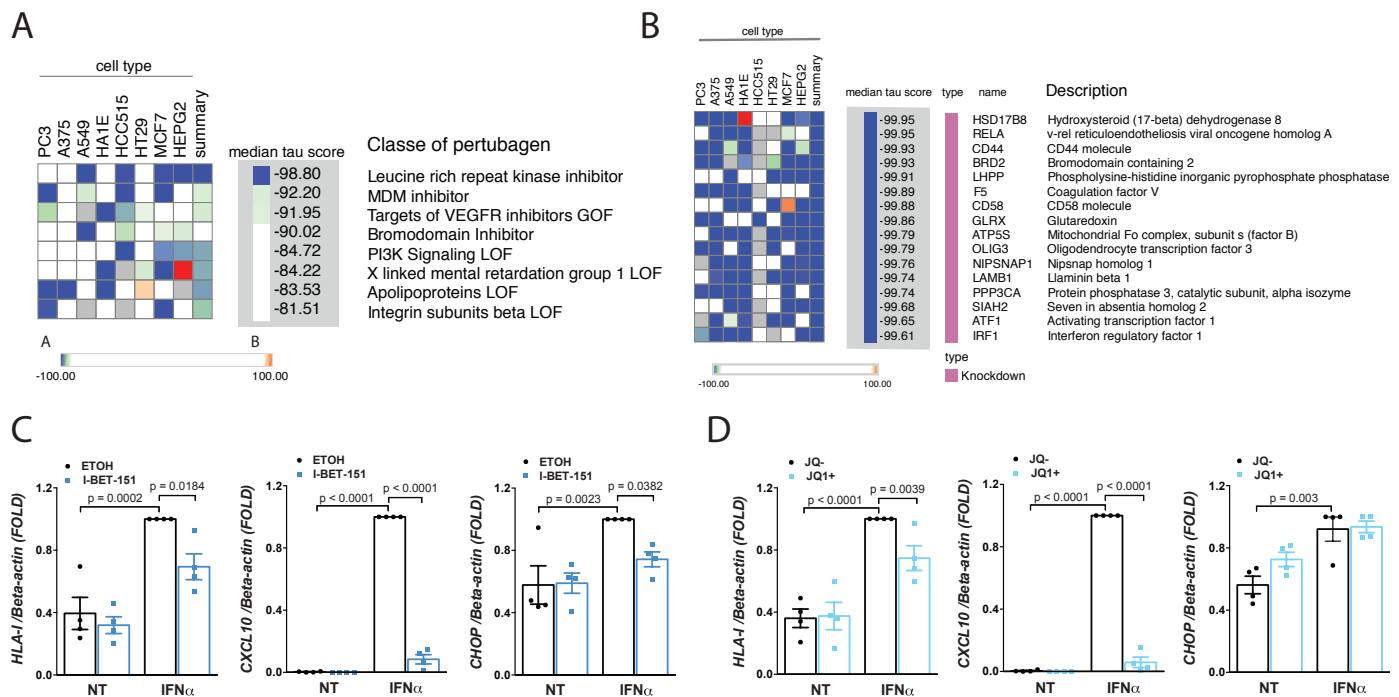 A
cell type
PC3
A375
A549
HA1E
HCC515
HT29
MCF7
HEPG2
summary
median tau score
Classe of pertubagen
-98.80 Leucine rich repeat kinase inhibitor
-92.20 MDM inhibitor
-91.95 Targets of VEGFR inhibitors GOF
-90.02 Bromodomain Inhibitor
-84.72 PI3K Signaling LOF
-84.22 X linked mental retardation group 1 LOF
-83.53 Apolipoproteins LOF
-81.51 Integrin subunits beta LOF
A B
-100.00 100.00
B
cell type
PC3
A375
A549
HA1E
HCC515
HT29
MCF7
HEPG2
summary
median tau score type name Description
-99.95 HSD17B8 Hydroxysteroid (17-beta) dehydrogenase 8
-99.95 RELA v-rel reticuloendotheliosis viral oncogene homolog A
-99.93 CD44 CD44 molecule
-99.93 BRD2 Bromodomain containing 2
-99.91 LHPP Phospholysine-histidine inorganic pyrophosphate phosphatase
-99.89 F5 Coagulation factor V
-99.88 CD58 CD58 molecule
-99.86 GLRX Glutaredoxin
-99.79 ATP5S Mitochondrial Fo complex, subunit s (factor B)
-99.79 OLIG3 Oligodendrocyte transcription factor 3
-99.76 NIPSNAP1 Nipsnap homolog 1
-99.74 LAMB1 Llaminin beta 1
-99.74 PPP3CA Protein phosphatase 3, catalytic subunit, alpha isozyme
-99.68 SIAH2 Seven in absentia homolog 2
-99.65 ATF1 Activating transcription factor 1
-99.61 IRF1 Interferon regulatory factor 1
type
Knockdown
-100.00 100.00
C
ETOH
I-BET-151
p = 0.0184
p = 0.0002
HLA-I /Beta-actin (FOLD)
1.2
0.8
0.4
0.0
NT IFNα
ETOH
I-BET-151
p < 0.0001 p <0.0001
CXCL10 /Beta-actin (FOLD)
1.2
0.8
0.4
0.0
NT IFNα
ETOH
I-BET-151
p = 0.0023 p = 0.0382
CHOP /Beta-actin (FOLD)
1.2
0.8
0.4
0.0
NT IFNα
D
JQ-
JQ1+
p = 0.0039
p <0.0001
HLA-I /Beta-actin (FOLD)
1.2
0.8
0.4
0.0
NT IFNα
JQ-
JQ1+
p < 0.0001 p <0.0001
CXCL10 /Beta-actin (FOLD)
1.2
0.8
0.4
0.0
NT IFNα
JQ-
JQ1+
p = 0.003
CHOP /Beta-actin (FOLD)
1.2
0.8
0.4
0.0
NT IFNα